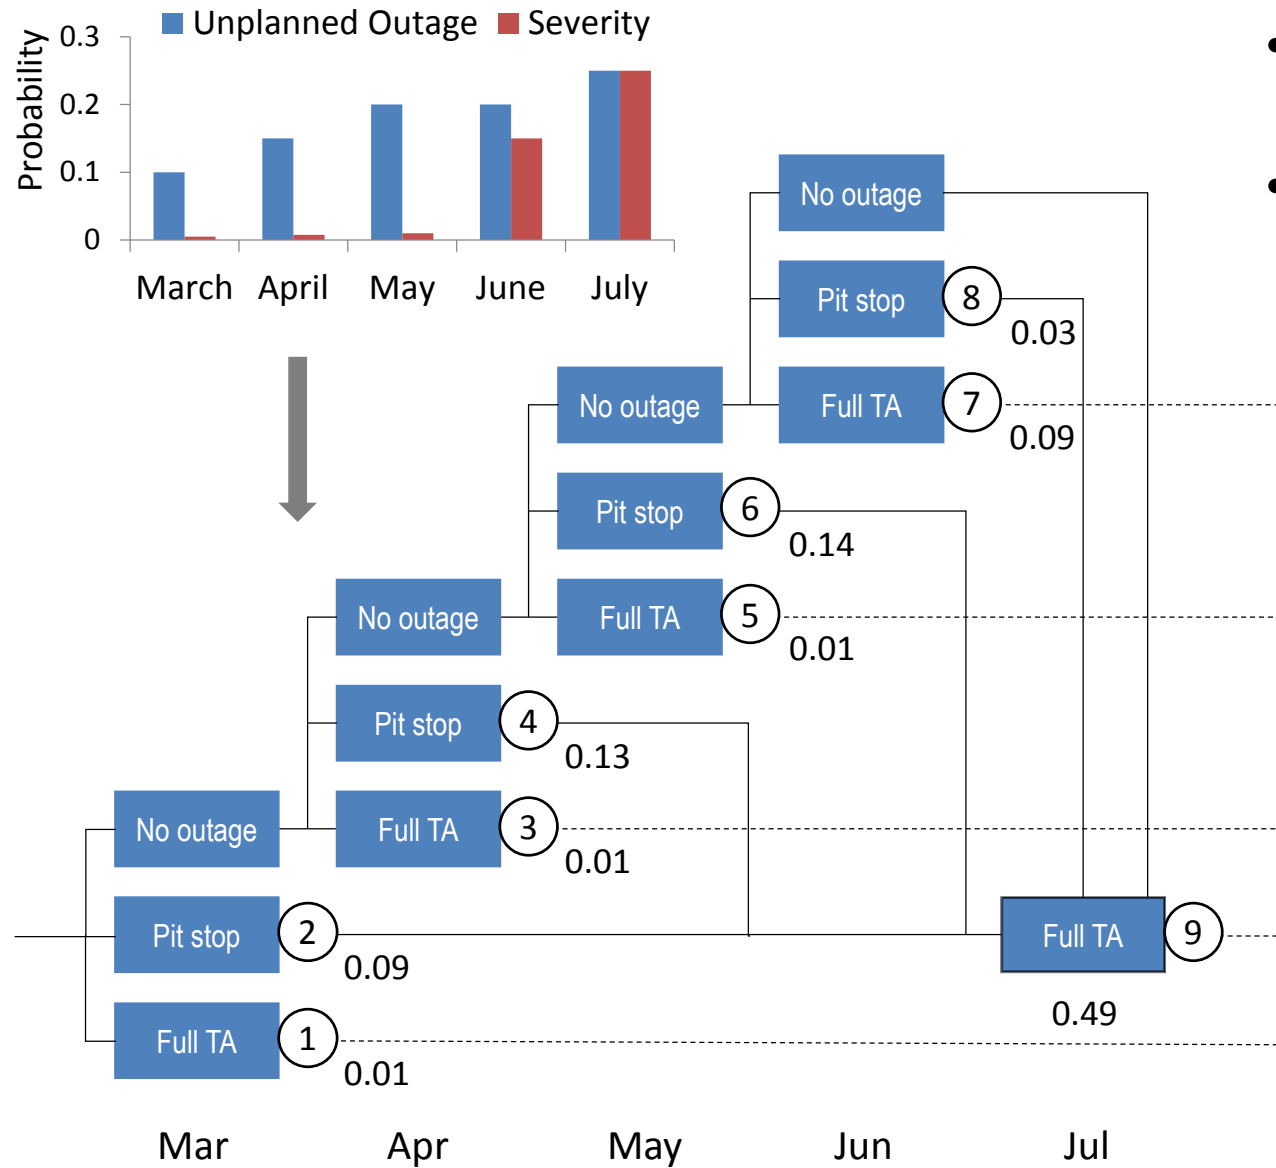 Unplanned Outage Severity
Probability
0.3
0.2
0.1
0
March April May June July
No outage
Pit stop 8
0.03
No outage Full TA 7
0.09
Pit stop 6
0.14
No outage Full TA 5
0.01
Pit stop 4
0.13
No outage Full TA 3
0.01
Pit stop 2 Full TA 9
0.09
0.49
Full TA 1
0.01
Mar Apr May Jun Jul